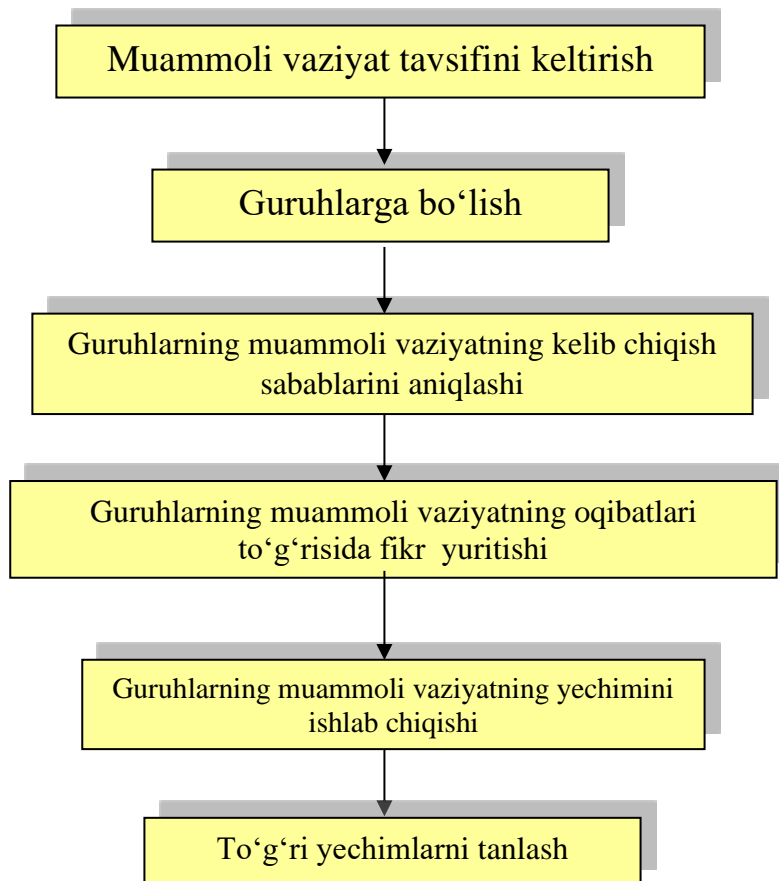 Muammoli vaziyat tavsifini keltirish
Guruhlarga bo‘lish
Guruhlarning muammoli vaziyatning kelib chiqish
sabablarini aniqlashi
Guruhlarning muammoli vaziyatning oqibatlari
to‘g‘risida fikr yuritishi
Guruhlarning muammoli vaziyatning yechimini
ishlab chiqishi
To‘g‘ri yechimlarni tanlash